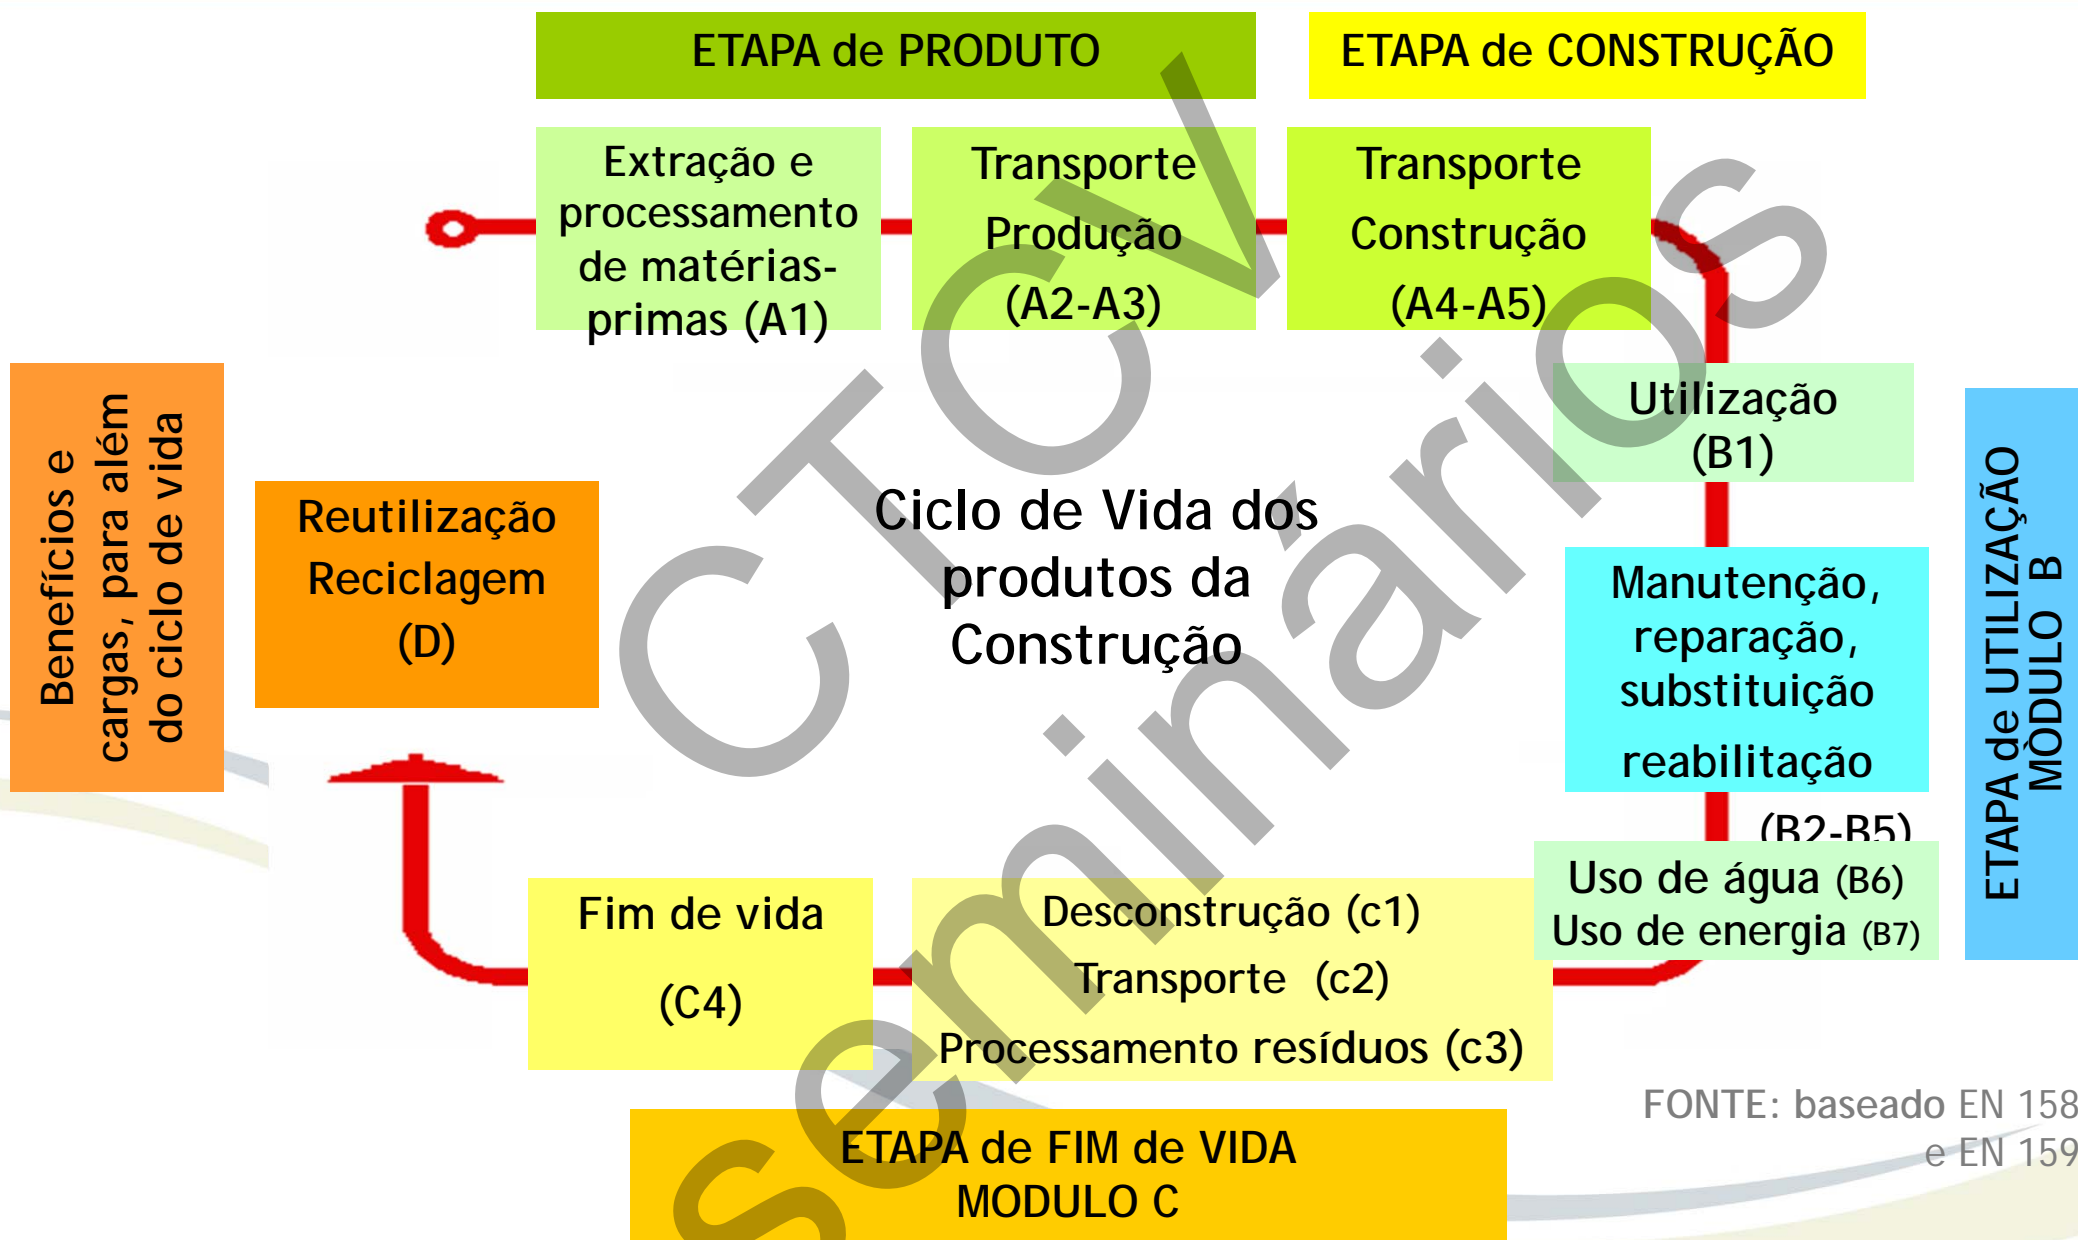 ETAPA de PRODUTO
ETAPA de CONSTRUÇÃO
Extração e
processamento
de matérias-
primas (A1)
Transporte
Produção
(A2-A3)
Transporte
Construção
(A4-A5)
Utilização
(B1)
Manutenção,
reparação,
substituição
reabilitação
(B2-B5)
Uso de água (B6)
Uso de energia (B7)
ETAPA de UTILIZAÇÃO
MÒDULO B
Benefícios e
cargas, para além
do ciclo de vida
Reutilização
Reciclagem
(D)
Ciclo de Vida dos
produtos da
Construção
Fim de vida
(C4)
Desconstrução (c1)
Transporte (c2)
Processamento resíduos (c3)
ETAPA de FIM de VIDA
MODULO C
FONTE: baseado EN 158
e EN 159
CTCV
seminários